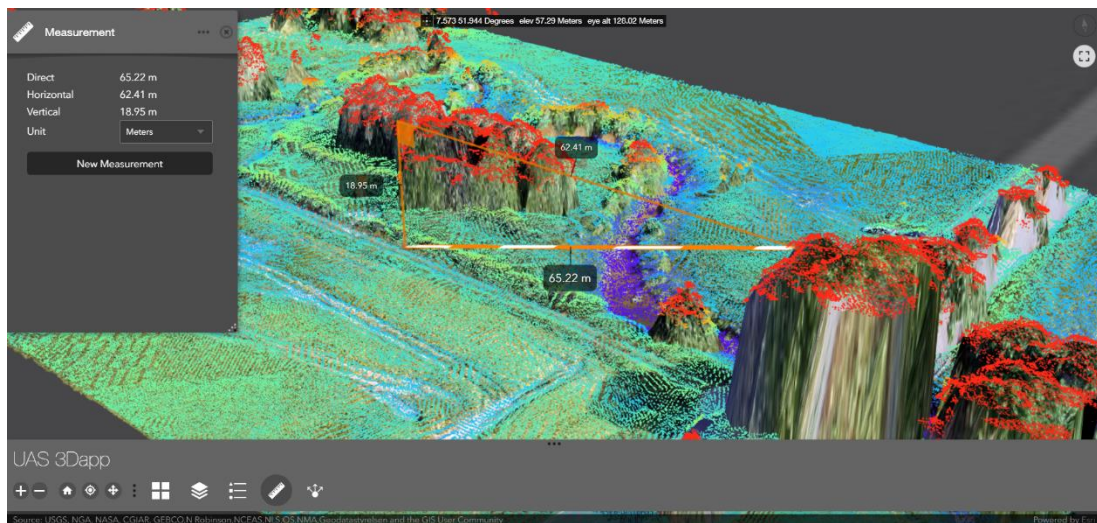 Measurement
7.573 51.944 Degrees elev 57.29 Meters eye alt 126.02 Meters
Direct 65.22 m
Horizontal 62.41 m
Vertical 18.95 m
Unit Meters
New Measurement
62.41 m
18.95 m
65.22 m
UAS 3Dapp
Source: USGS, NGA, NASA, CGIAR, GEBCO,N Robinson,NCEAS,NLS,OS,NMA,Geodatastyrelsen and the GIS User Community
Powered by Esri